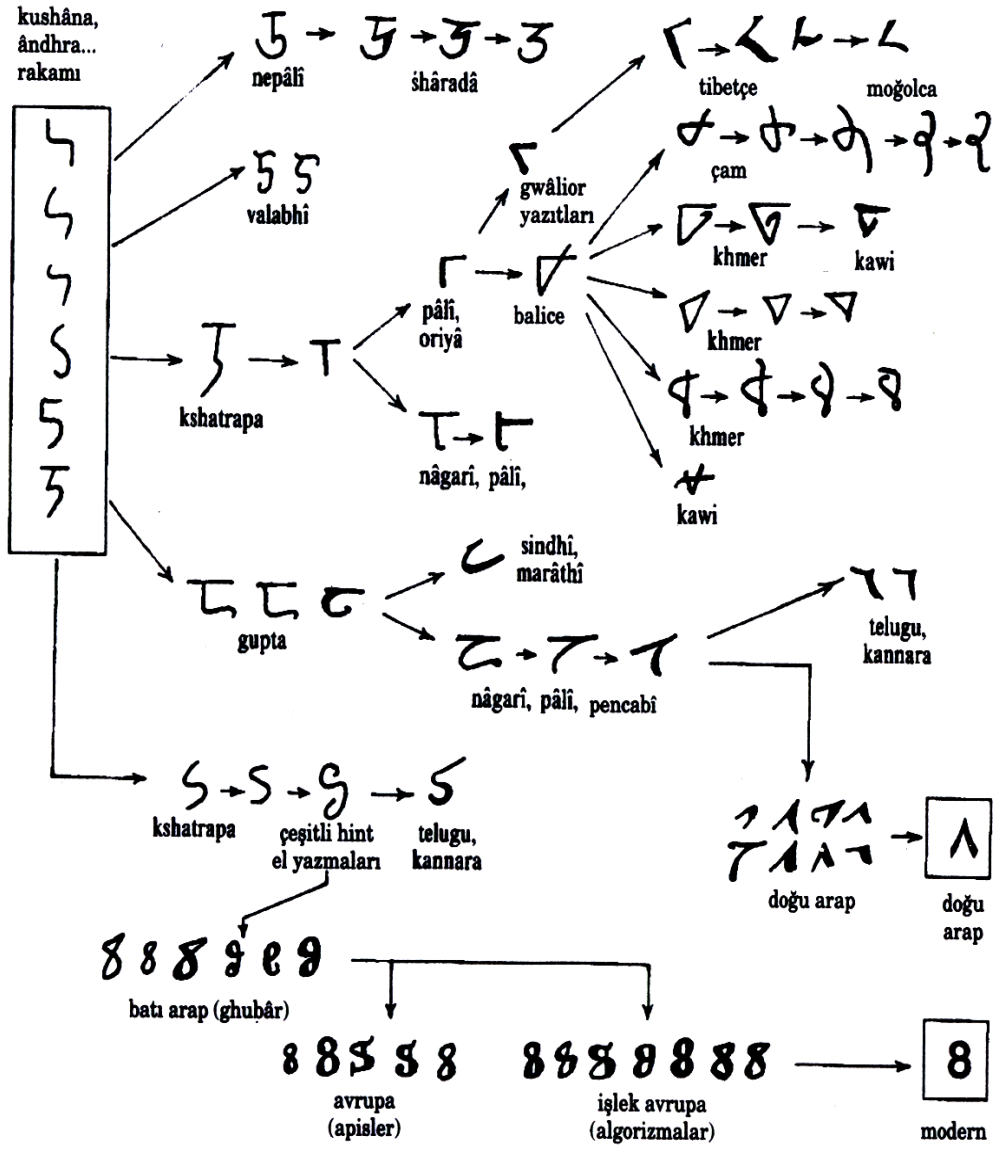 kushâna,
ândhra...
rakamı
nepâlî
śhâradâ
tibetçe
moğolca
valabhî
gwâlior
yazıtları
çam
khmer
kawi
pâlî,
oriyâ
balice
khmer
kshatrapa
nâgarî, pâlî,
khmer
kawi
sindhî,
marâthî
gupta
nâgarî, pâlî, pencabî
telugu,
kannara
kshatrapa
çeşitli hint
el yazmaları
telugu,
kannara
doğu arap
٨
doğu
arap
batı arap (ghubâr)
avrupa
(apisler)
işlek avrupa
(algorizmalar)
8
modern